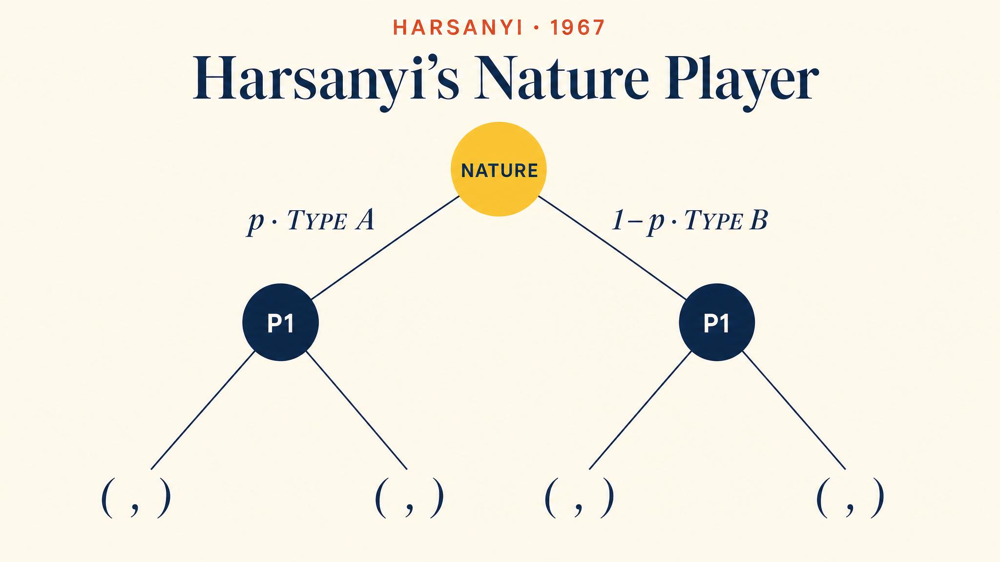 HARSANYI · 1967
Harsanyi’s Nature Player
NATURE
p · TYPE A
1–p · TYPE B
P1
P1
( , )
( , )
( , )
( , )